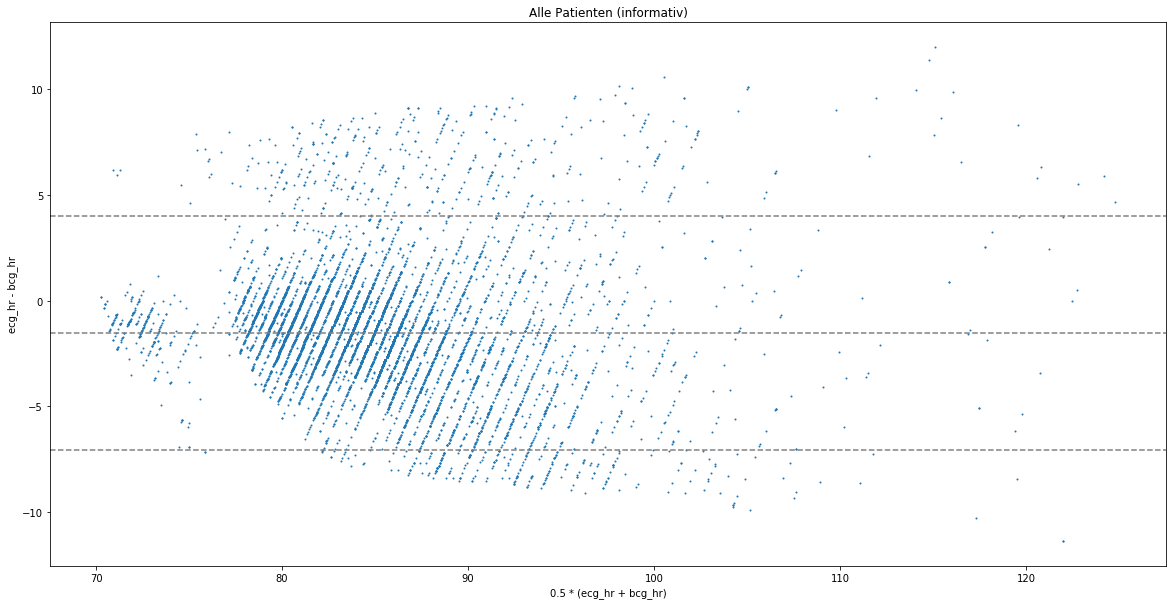 Alle Patienten (informativ)
ecg_hr - bcg_hr
10
5
0
−5
−10
70 80 90 100 110 120
0.5 * (ecg_hr + bcg_hr)